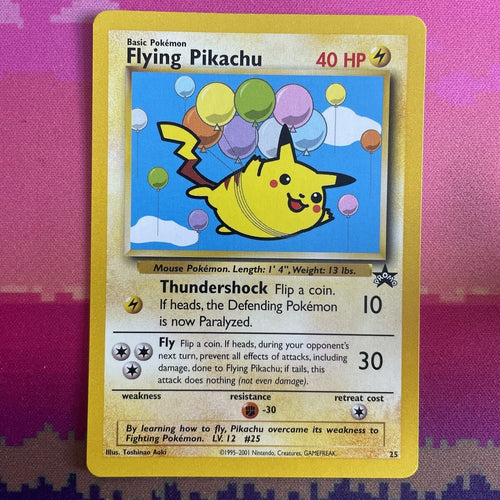 Basic Pokémon
Flying Pikachu 40 HP
Mouse Pokémon. Length: 1' 4", Weight: 13 lbs.
PROMO
Thundershock Flip a coin.
If heads, the Defending Pokémon
is now Paralyzed.
10
Fly Flip a coin. If heads, during your opponent's
next turn, prevent all effects of attacks, including
damage, done to Flying Pikachu; if tails, this
attack does nothing (not even damage).
30
weakness resistance retreat cost
-30
By learning how to fly, Pikachu overcame its weakness to
Fighting Pokémon. LV. 12 #25
Illus. Toshinao Aoki ©1995-2001 Nintendo, Creatures, GAMEFREAK. 25